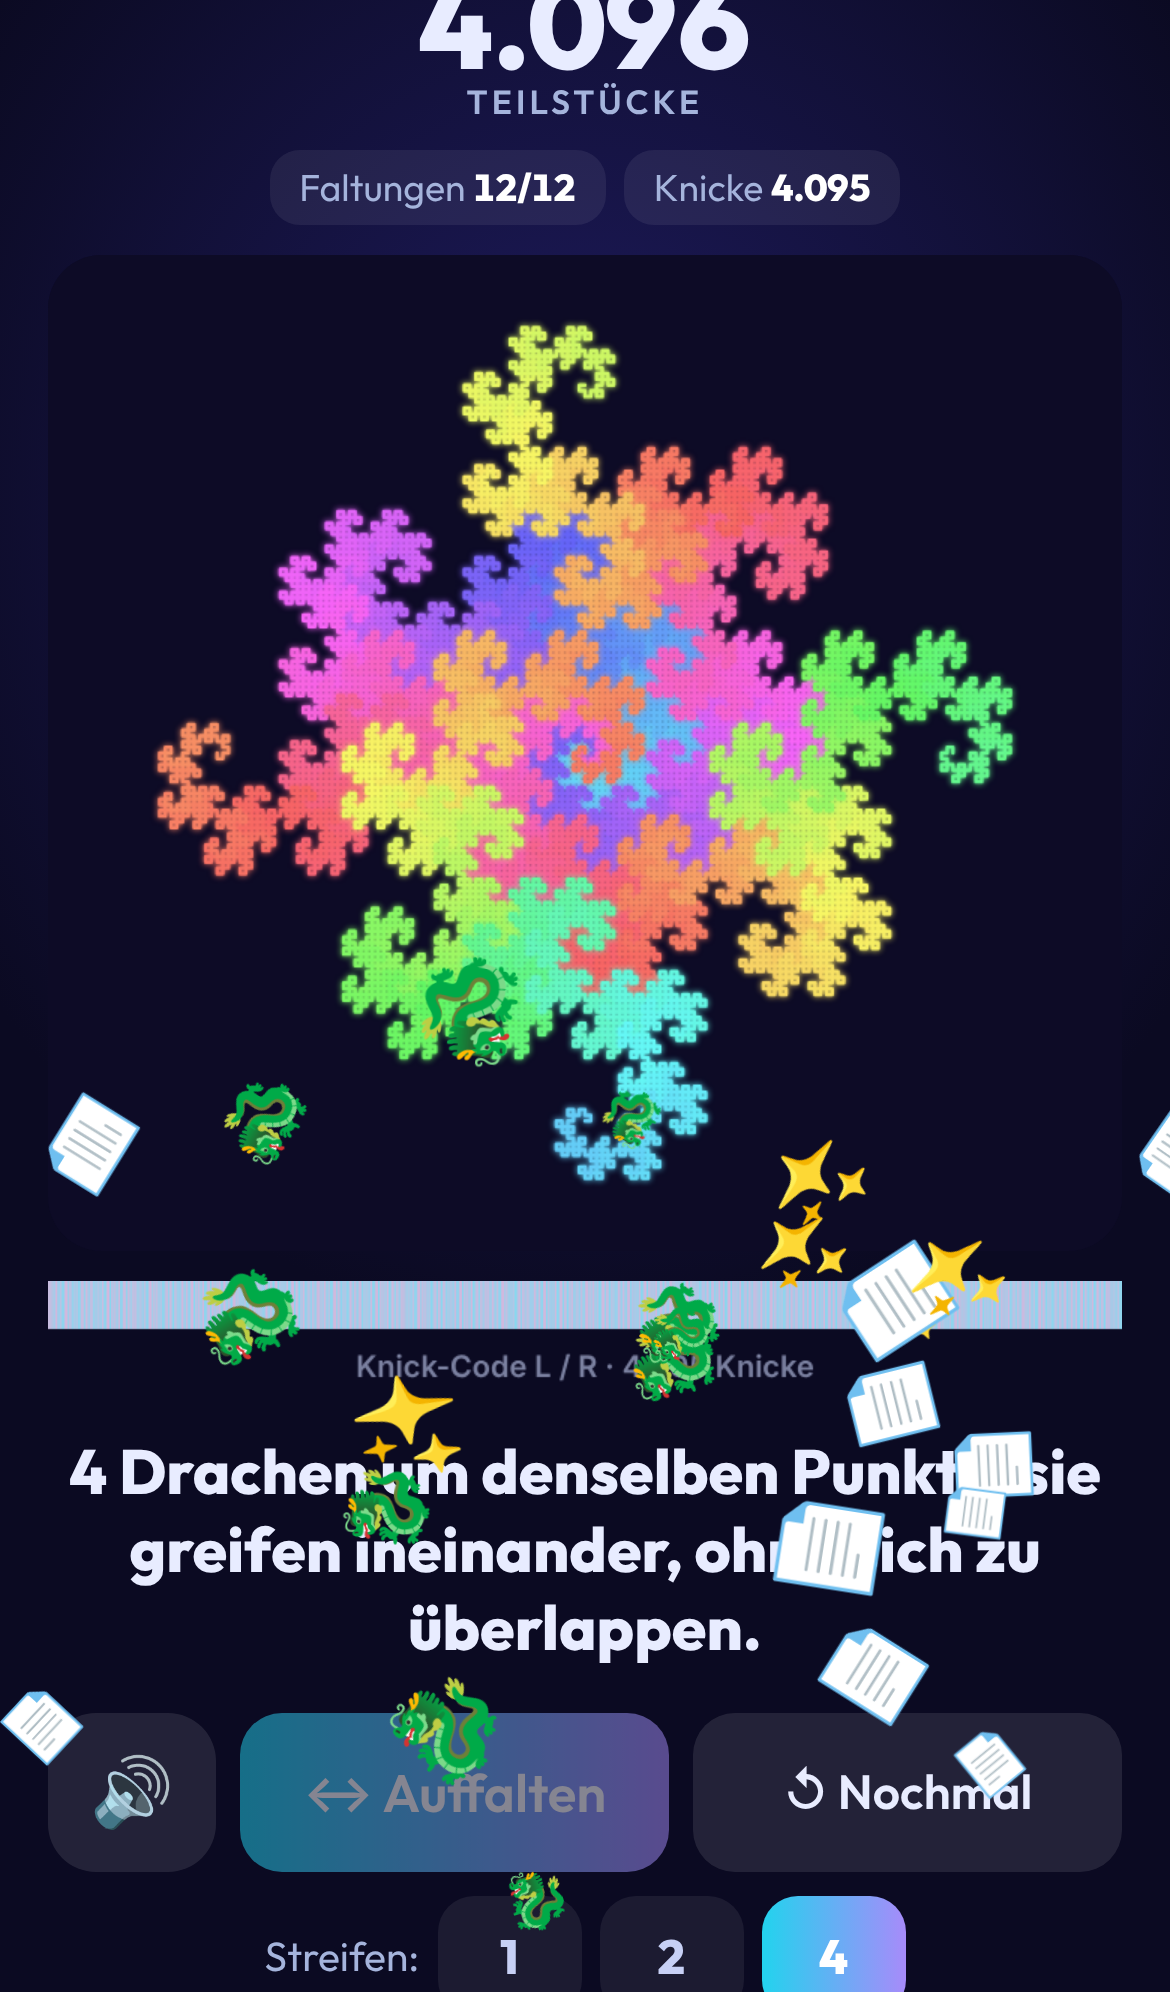 4.096
TEILSTÜCKE
Faltungen 12/12
Knicke 4.095
Knick-Code L / R · Knicke
4 Drachen um denselben Punkt sie
greifen ineinander, zu
überlappen.
↔ Auffalten
↺ Nochmal
Streifen:
1
2
4